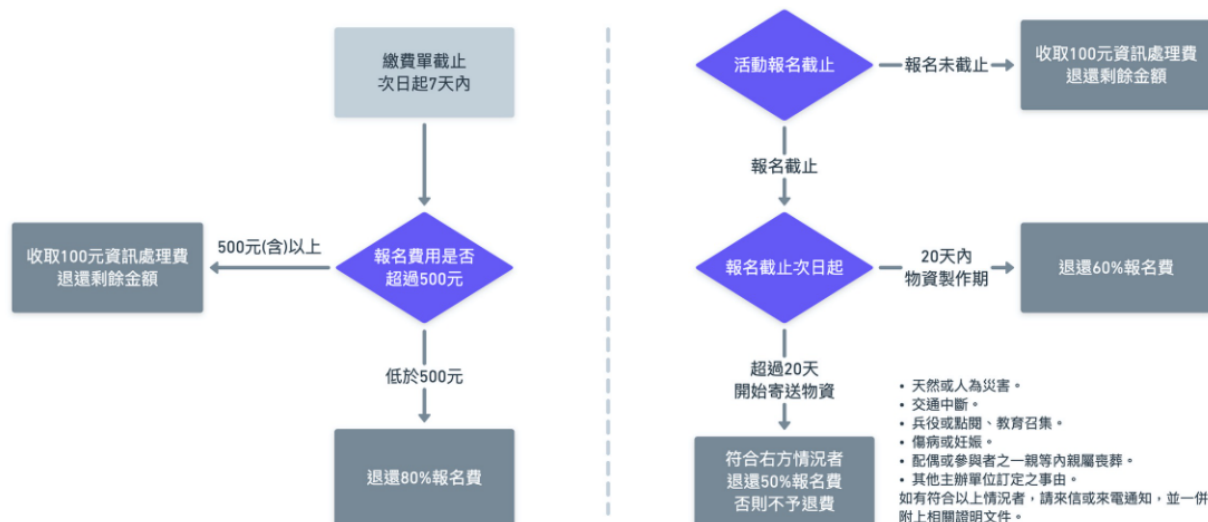 繳費單截止
次日起7天內
報名費用是否
超過500元
500元(含)以上
收取100元資訊處理費
退還剩餘金額
低於500元
退還80%報名費
活動報名截止
報名未截止
收取100元資訊處理費
退還剩餘金額
報名截止
報名截止次日起
20天內
物資製作期
退還60%報名費
超過20天
開始寄送物資
符合右方情況者
退還50%報名費
否則不予退費
• 天然或人為災害。
• 交通中斷。
• 兵役或點閱、教育召集。
• 傷病或妊娠。
• 配偶或參與者之一親等內親屬喪葬。
• 其他主辦單位訂定之事由。
如有符合以上情況者，請來信或來電通知，並一併
附上相關證明文件。